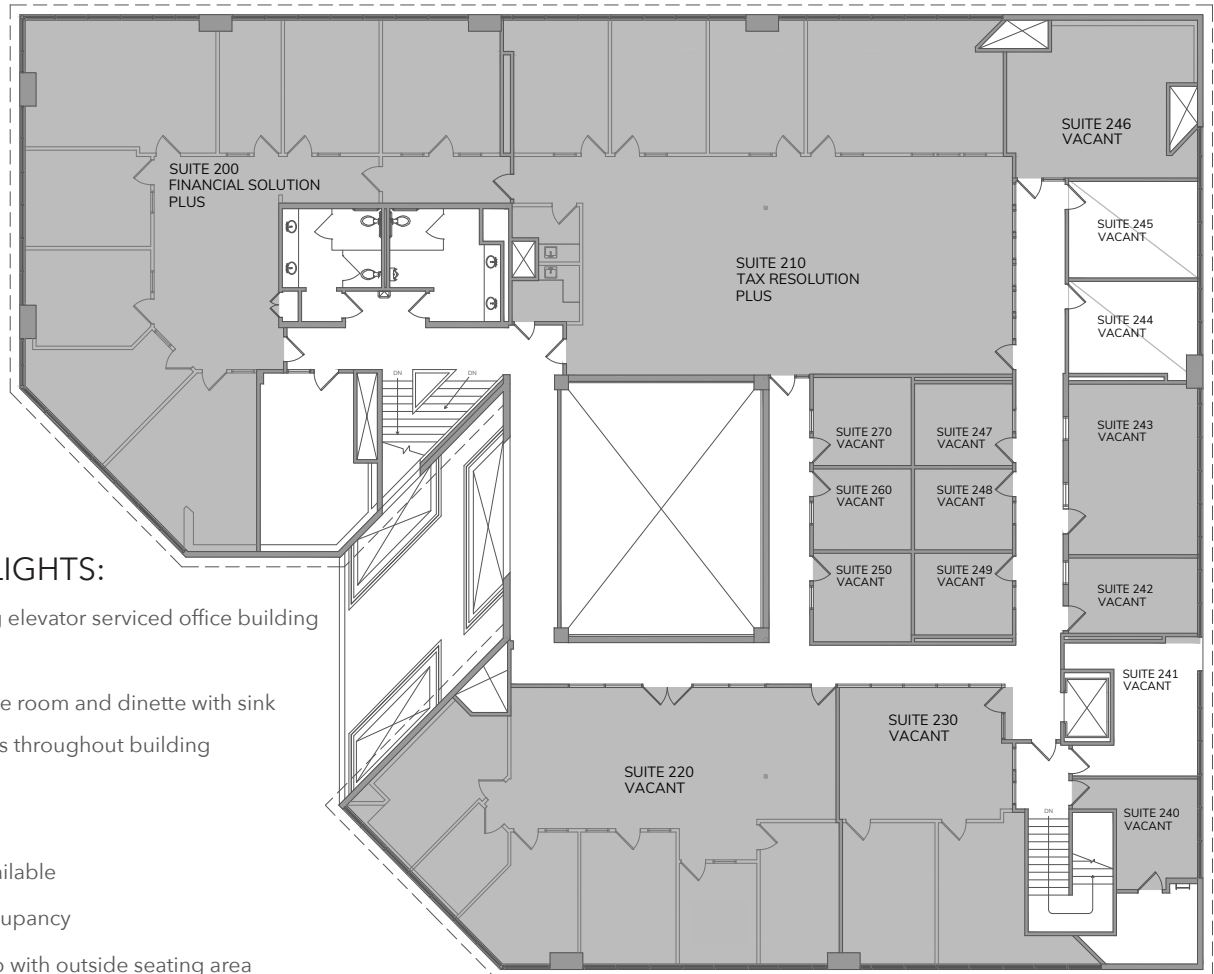 SUITE 246
VACANT
SUITE 200
FINANCIAL SOLUTION
PLUS
SUITE 245
VACANT
SUITE 210
TAX RESOLUTION
PLUS
SUITE 244
VACANT
DN
DN
SUITE 270
VACANT
SUITE 247
VACANT
SUITE 243
VACANT
SUITE 260
VACANT
SUITE 248
VACANT
SUITE 250
VACANT
SUITE 249
VACANT
SUITE 242
VACANT
SUITE 241
VACANT
SUITE 230
VACANT
SUITE 220
VACANT
SUITE 240
VACANT
DN
LIGHTS:
elevator serviced office building
room and dinette with sink
throughout building
with outside seating area